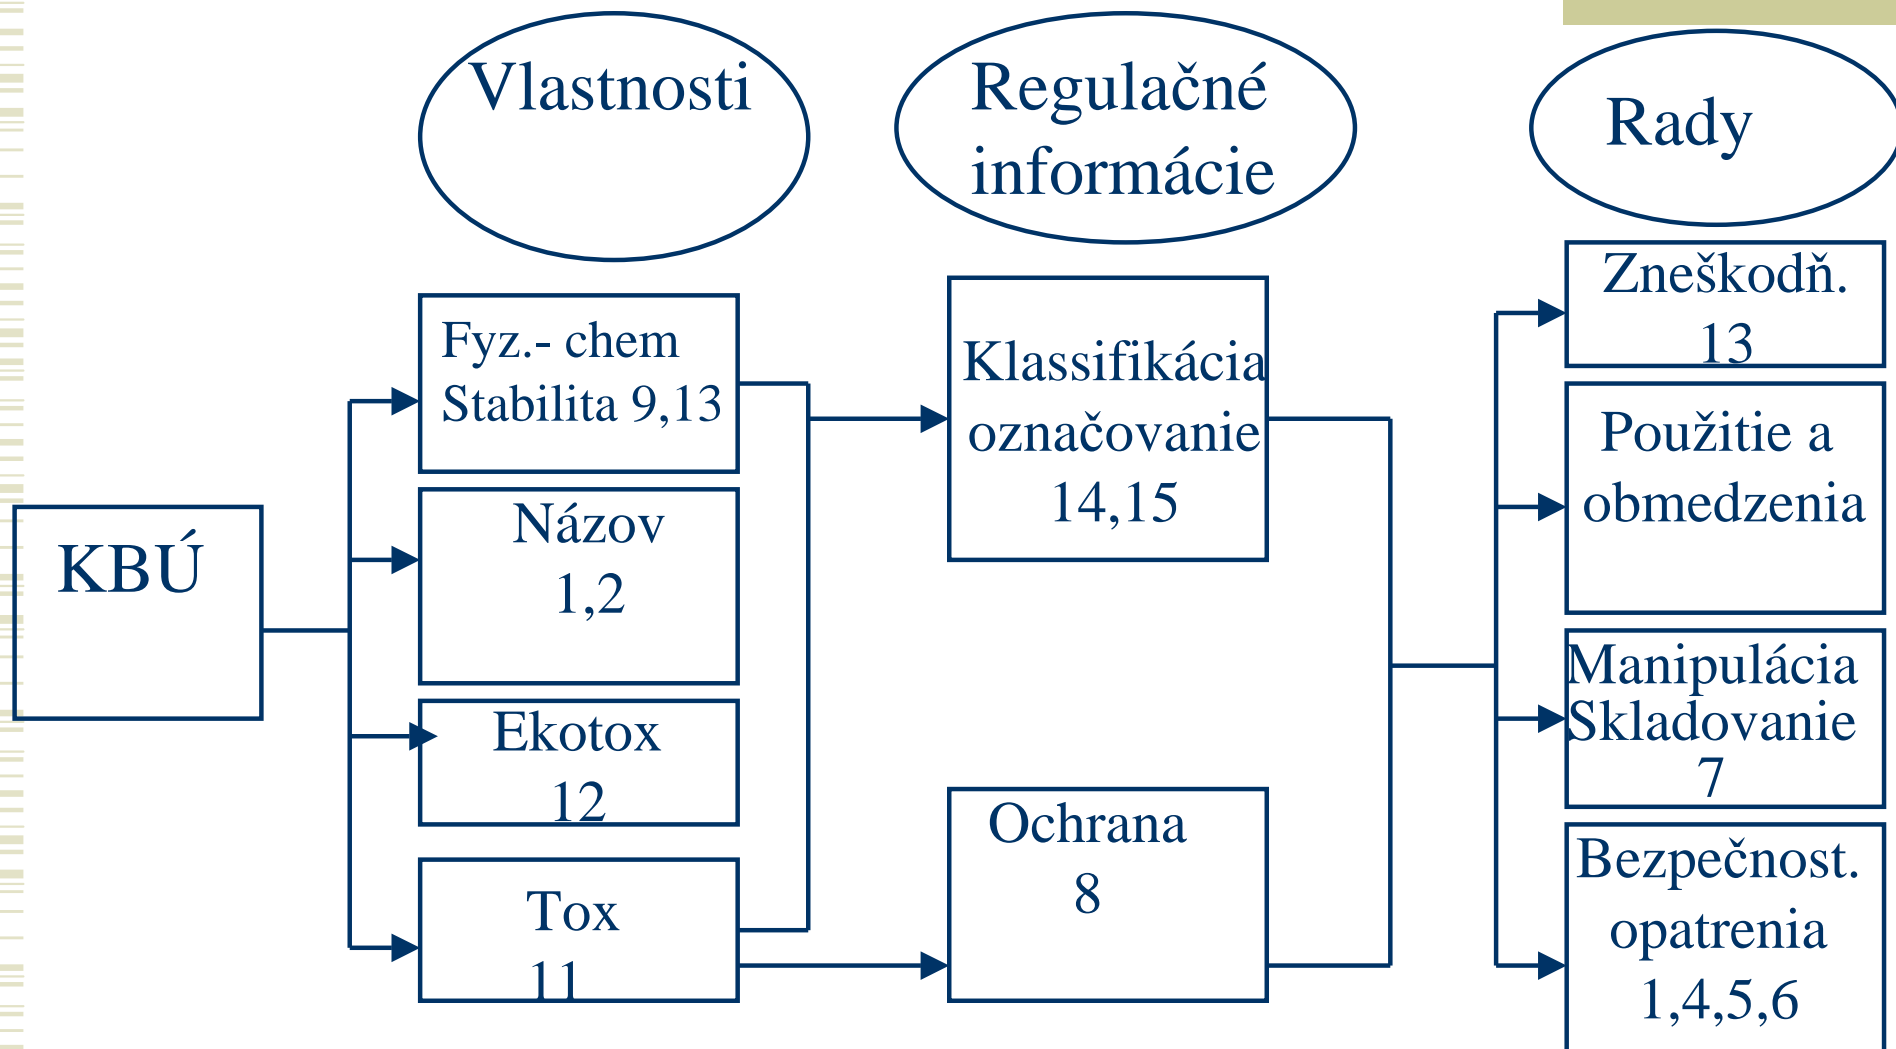 Vlastnosti
Regulačné
informácie
Rady
KBÚ
Fyz.- chem
Stabilita 9,13
Názov
1,2
Ekotox
12
Tox
11
Klassifikácia
označovanie
14,15
Ochrana
8
Zneškodň.
13
Použitie a
obmedzenia
Manipulácia
Skladovanie
7
Bezpečnost.
opatrenia
1,4,5,6